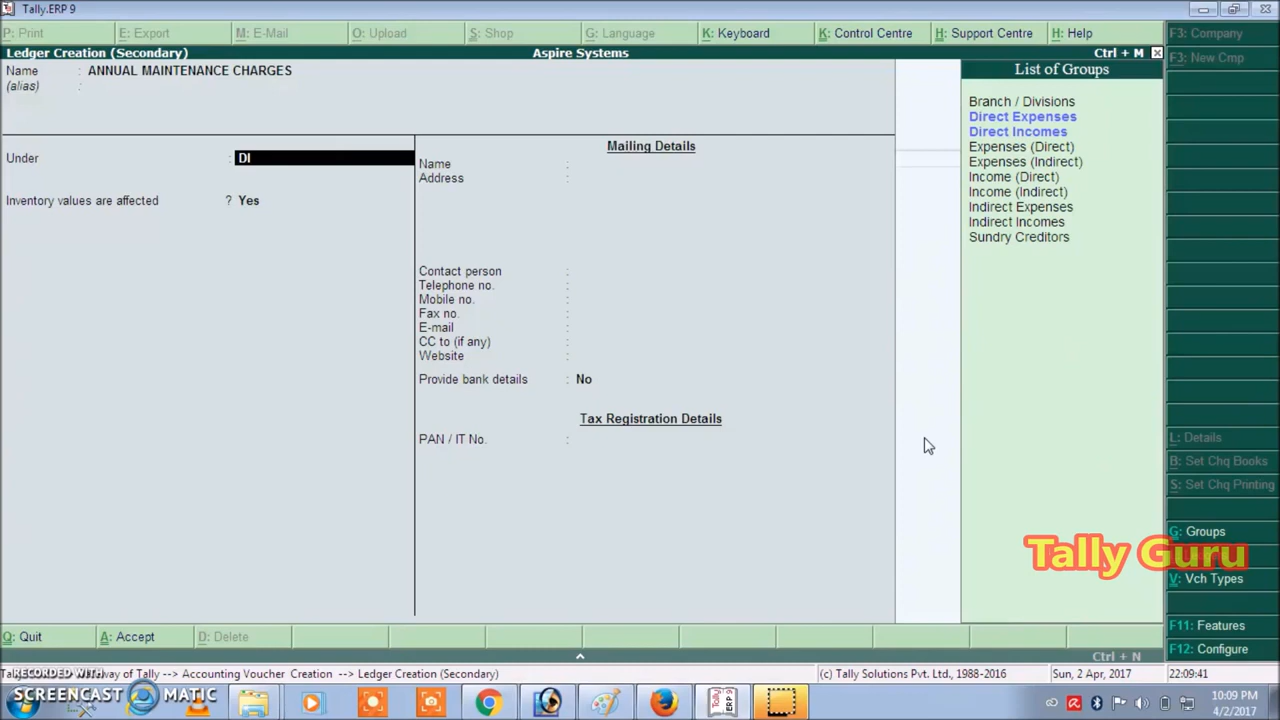 Tally.ERP 9
P: Print
E: Export
M: E-Mail
O: Upload
S: Shop
G: Language
K: Keyboard
K: Control Centre
H: Support Centre
H: Help
F3: Company
F3: New Cmp
Ledger Creation (Secondary)
Aspire Systems
Ctrl + M
Name : ANNUAL MAINTENANCE CHARGES
(alias) :
Under : DI
Inventory values are affected ? Yes
Mailing Details
Name :
Address :
Contact person :
Telephone no. :
Mobile no. :
Fax no. :
E-mail :
CC to (if any) :
Website :
Provide bank details : No
Tax Registration Details
PAN / IT No. :
List of Groups
Branch / Divisions
Direct Expenses
Direct Incomes
Expenses (Direct)
Expenses (Indirect)
Income (Direct)
Income (Indirect)
Indirect Expenses
Indirect Incomes
Sundry Creditors
L: Details
B: Set Chq Books
S: Set Chq Printing
G: Groups
Tally Guru
V: Vch Types
F11: Features
F12: Configure
Q: Quit
A: Accept
D: Delete
Ctrl + N
way of Tally --> Accounting Voucher Creation --> Ledger Creation (Secondary)
(c) Tally Solutions Pvt. Ltd., 1988-2016
Sun, 2 Apr, 2017
22:09:41
RECORDED WITH
SCREENCAST MATIC
Tally ERP 9
10:09 PM
4/2/2017